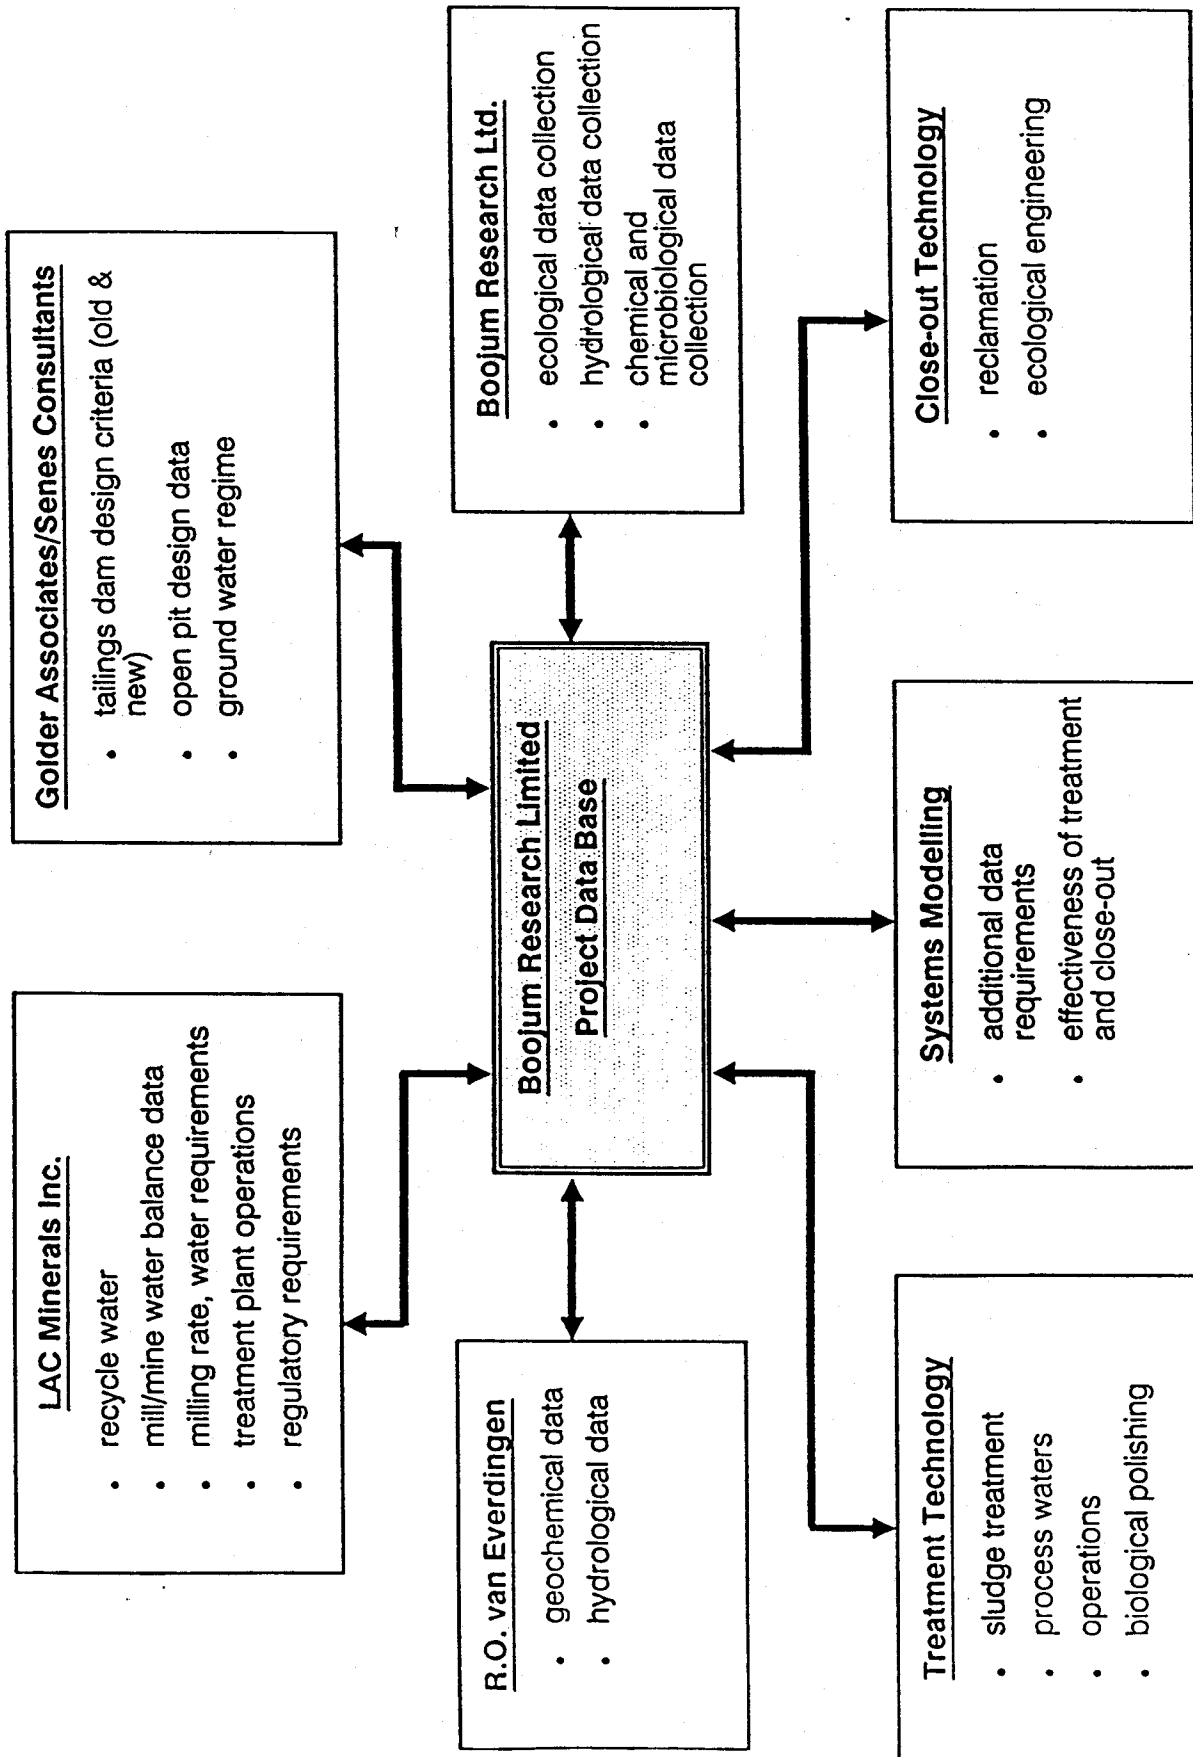 LAC Minerals Inc.
• recycle water
• mill/mine water balance data
• milling rate, water requirements
• treatment plant operations
• regulatory requirements
Golder Associates/Senes Consultants
• tailings dam design criteria (old &
new)
• open pit design data
• ground water regime
R.O. van Everdingen
• geochemical data
• hydrological data
Boojum Research Limited
Project Data Base
Boojum Research Ltd.
• ecological data collection
• hydrological data collection
• chemical and
microbiological data
collection
Treatment Technology
• sludge treatment
• process waters
• operations
• biological polishing
Systems Modelling
• additional data
requirements
• effectiveness of treatment
and close-out
Close-out Technology
• reclamation
• ecological engineering